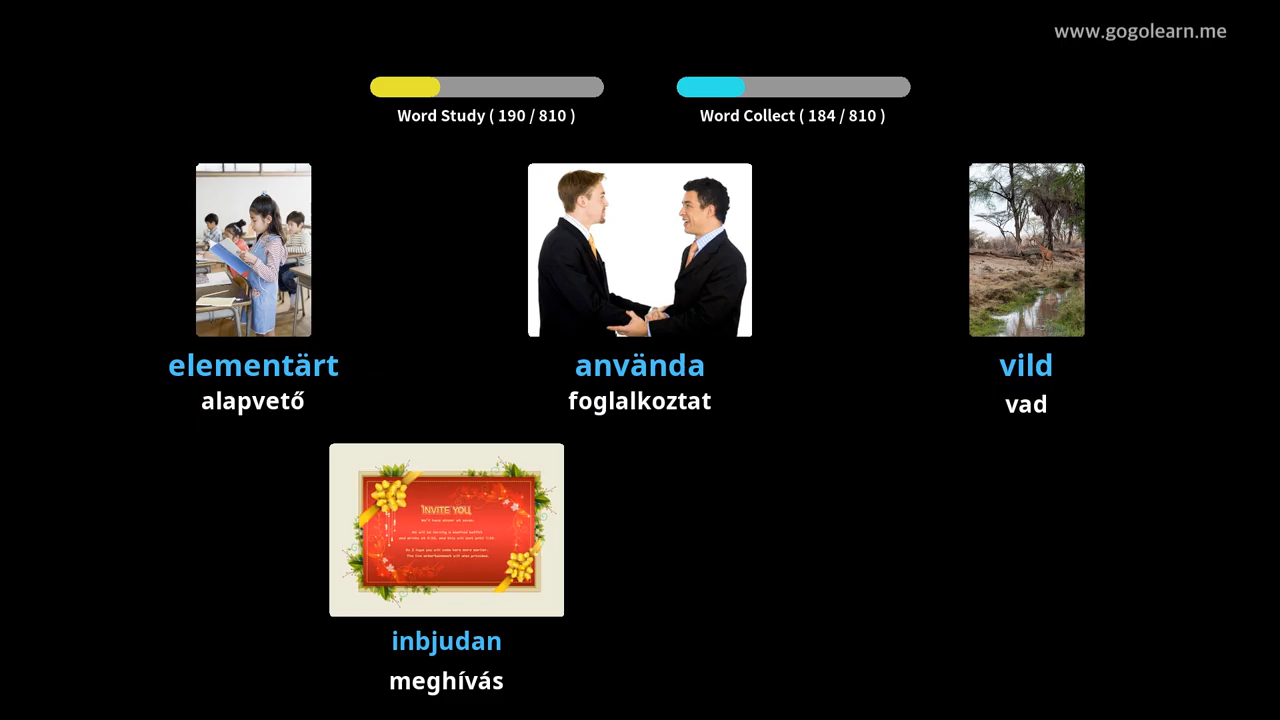 www.gogolearn.me
Word Study ( 190 / 810 )
Word Collect ( 184 / 810 )
elementärt
alapvető
använda
foglalkoztat
vild
vad
INVITE YOU
inbjudan
meghívás